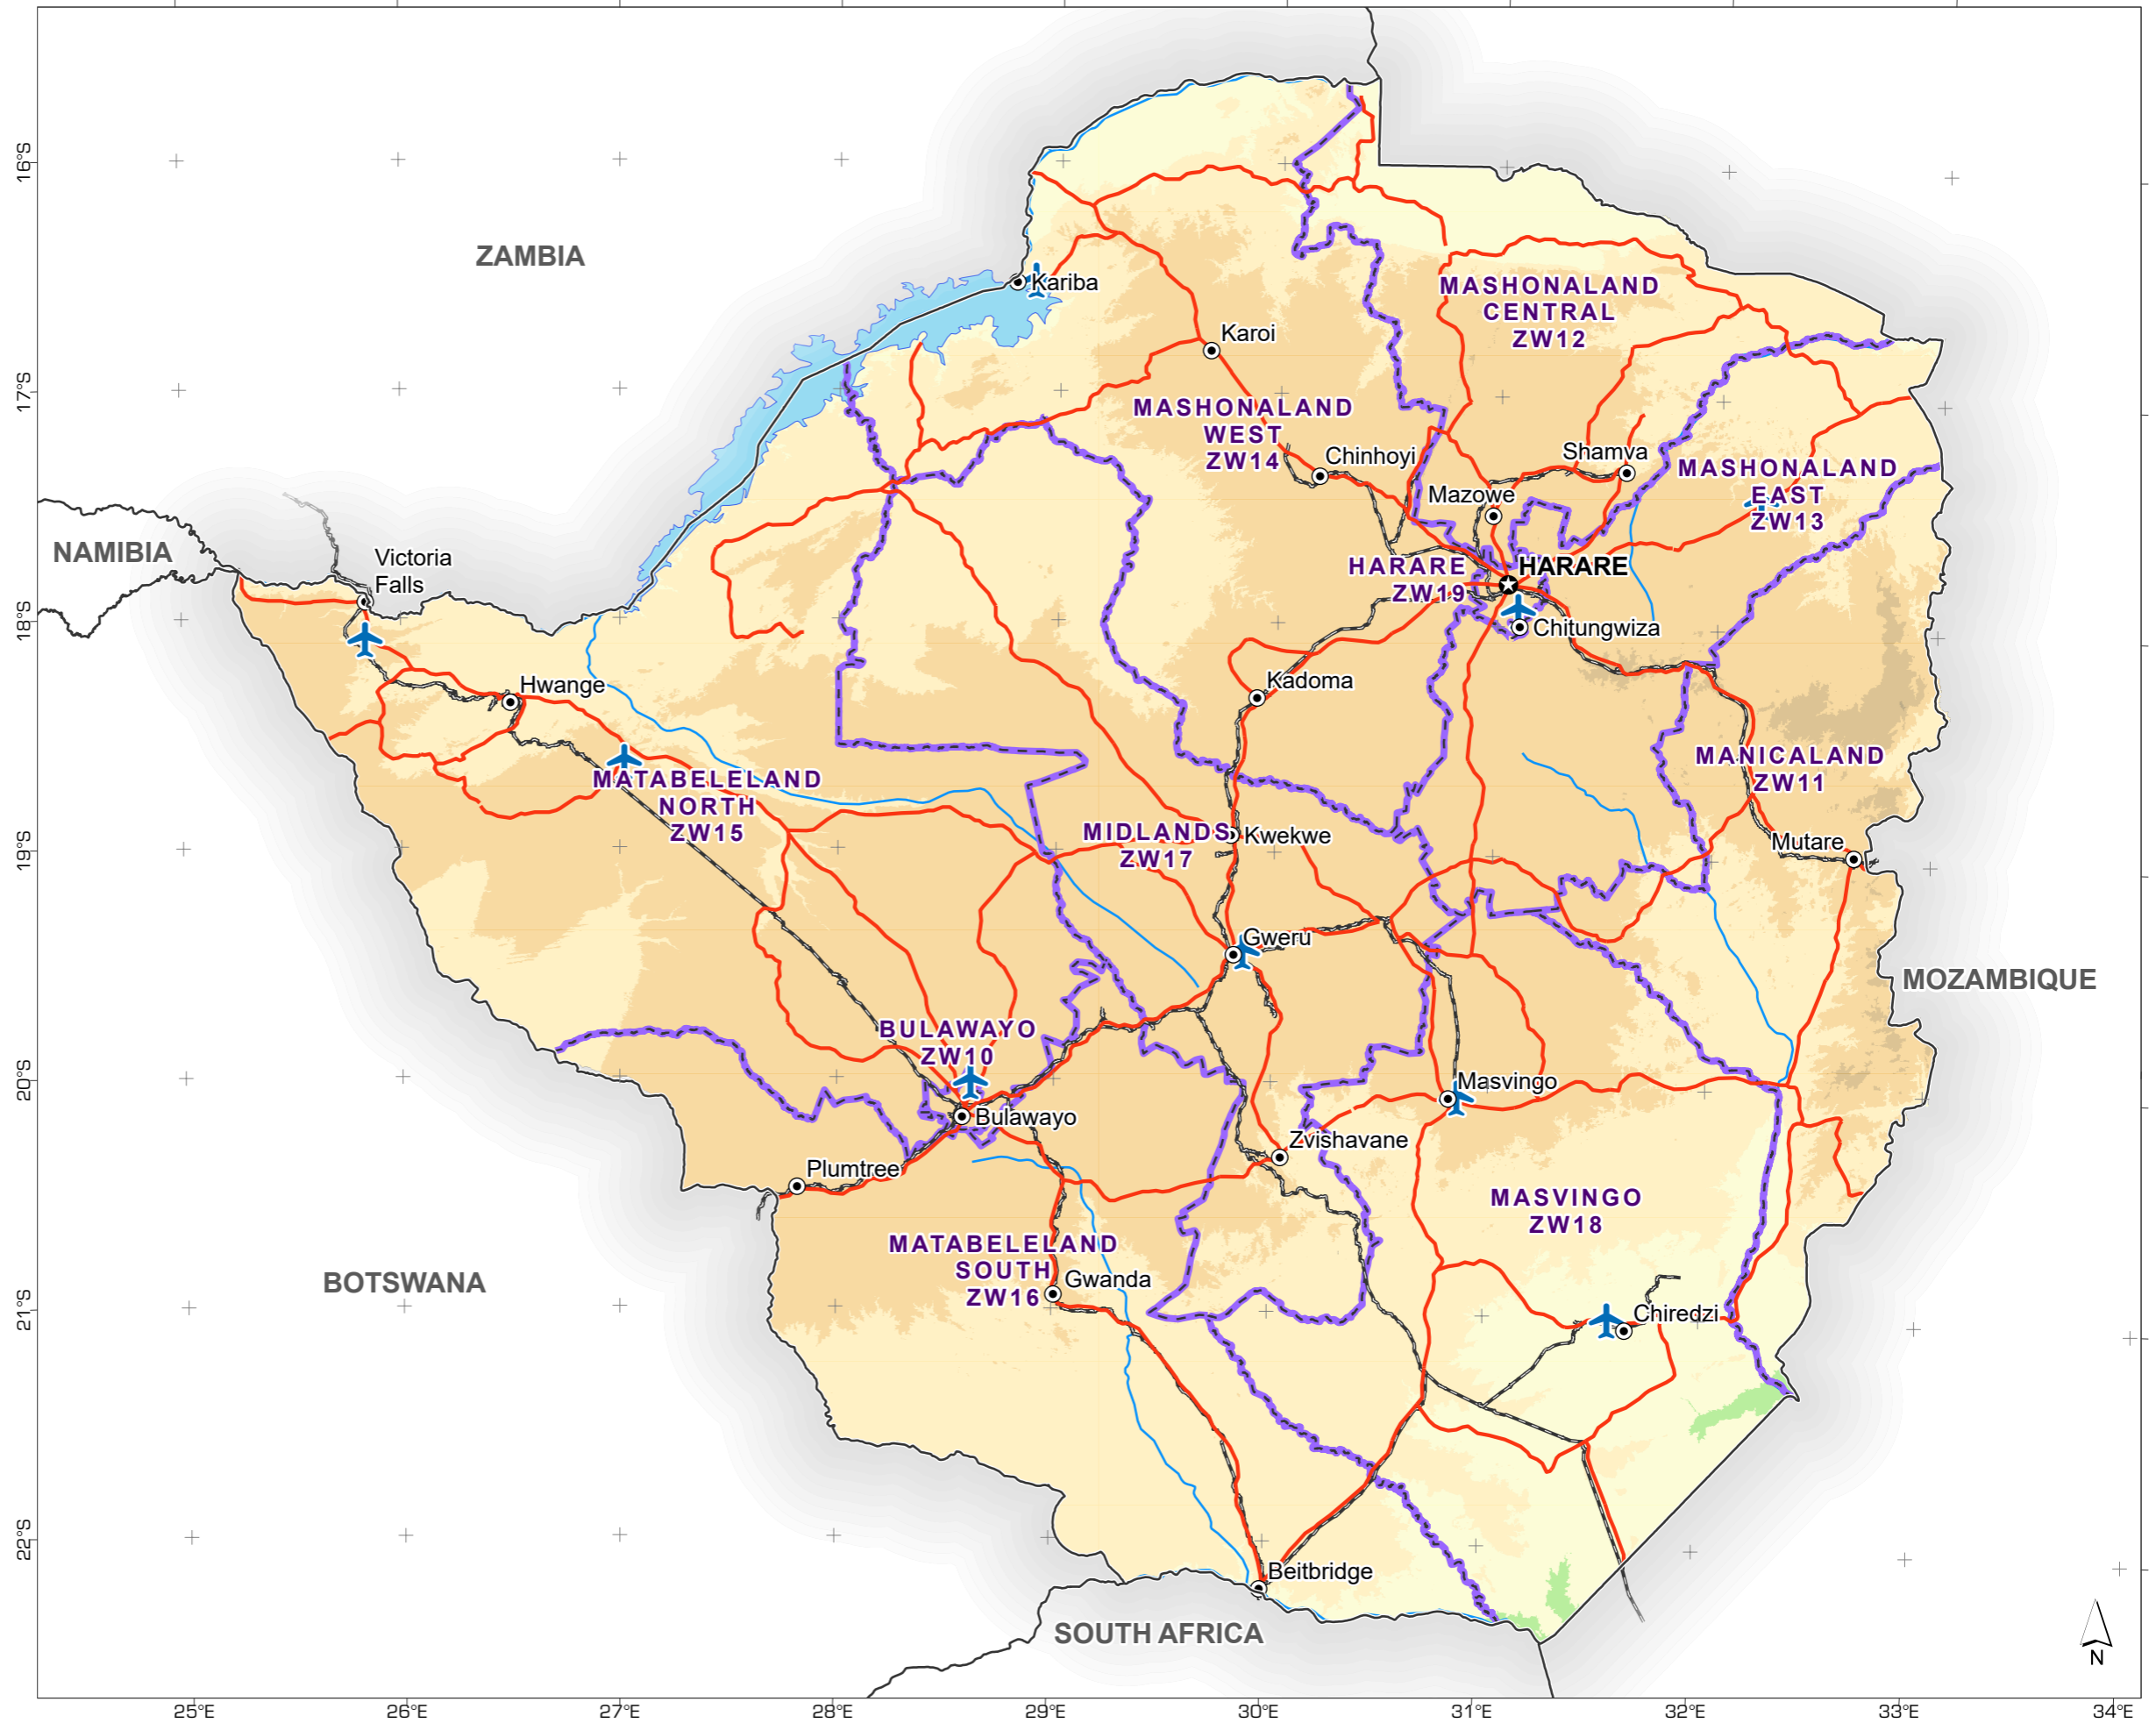 ZAMBIA
NAMIBIA
BOTSWANA
SOUTH AFRICA
MOZAMBIQUE
MASHONALAND
CENTRAL
ZW12
MASHONALAND
WEST
ZW14
MASHONALAND
EAST
ZW13
HARARE
ZW19
MANICALAND
ZW11
MATABELELAND
NORTH
ZW15
MIDLANDS
ZW17
BULAWAYO
ZW10
MASVINGO
ZW18
MATABELELAND
SOUTH
ZW16
Kariba
Karoi
Chinhoyi
Shamva
Mazowe
HARARE
Chitungwiza
Victoria
Falls
Hwange
Kadoma
Kwekwe
Mutare
Gweru
Masvingo
Bulawayo
Zvishavane
Plumtree
Gwanda
Chiredzi
Beitbridge
N
16°S
17°S
18°S
19°S
20°S
21°S
22°S
25°E
26°E
27°E
28°E
29°E
30°E
31°E
32°E
33°E
34°E